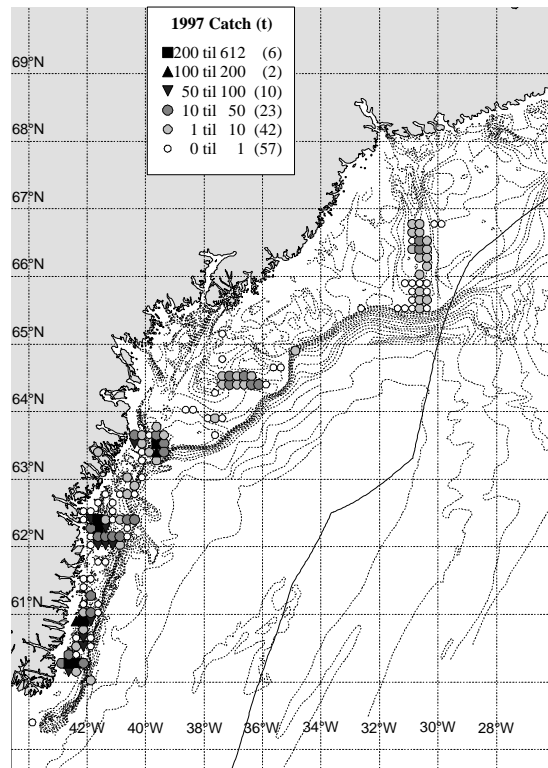 1997 Catch (t)
200 til 612 (6)
100 til 200 (2)
50 til 100 (10)
10 til 50 (23)
1 til 10 (42)
0 til 1 (57)
69°N
68°N
67°N
66°N
65°N
64°N
63°N
62°N
61°N
42°W 40°W 38°W 36°W 34°W 32°W 30°W 28°W